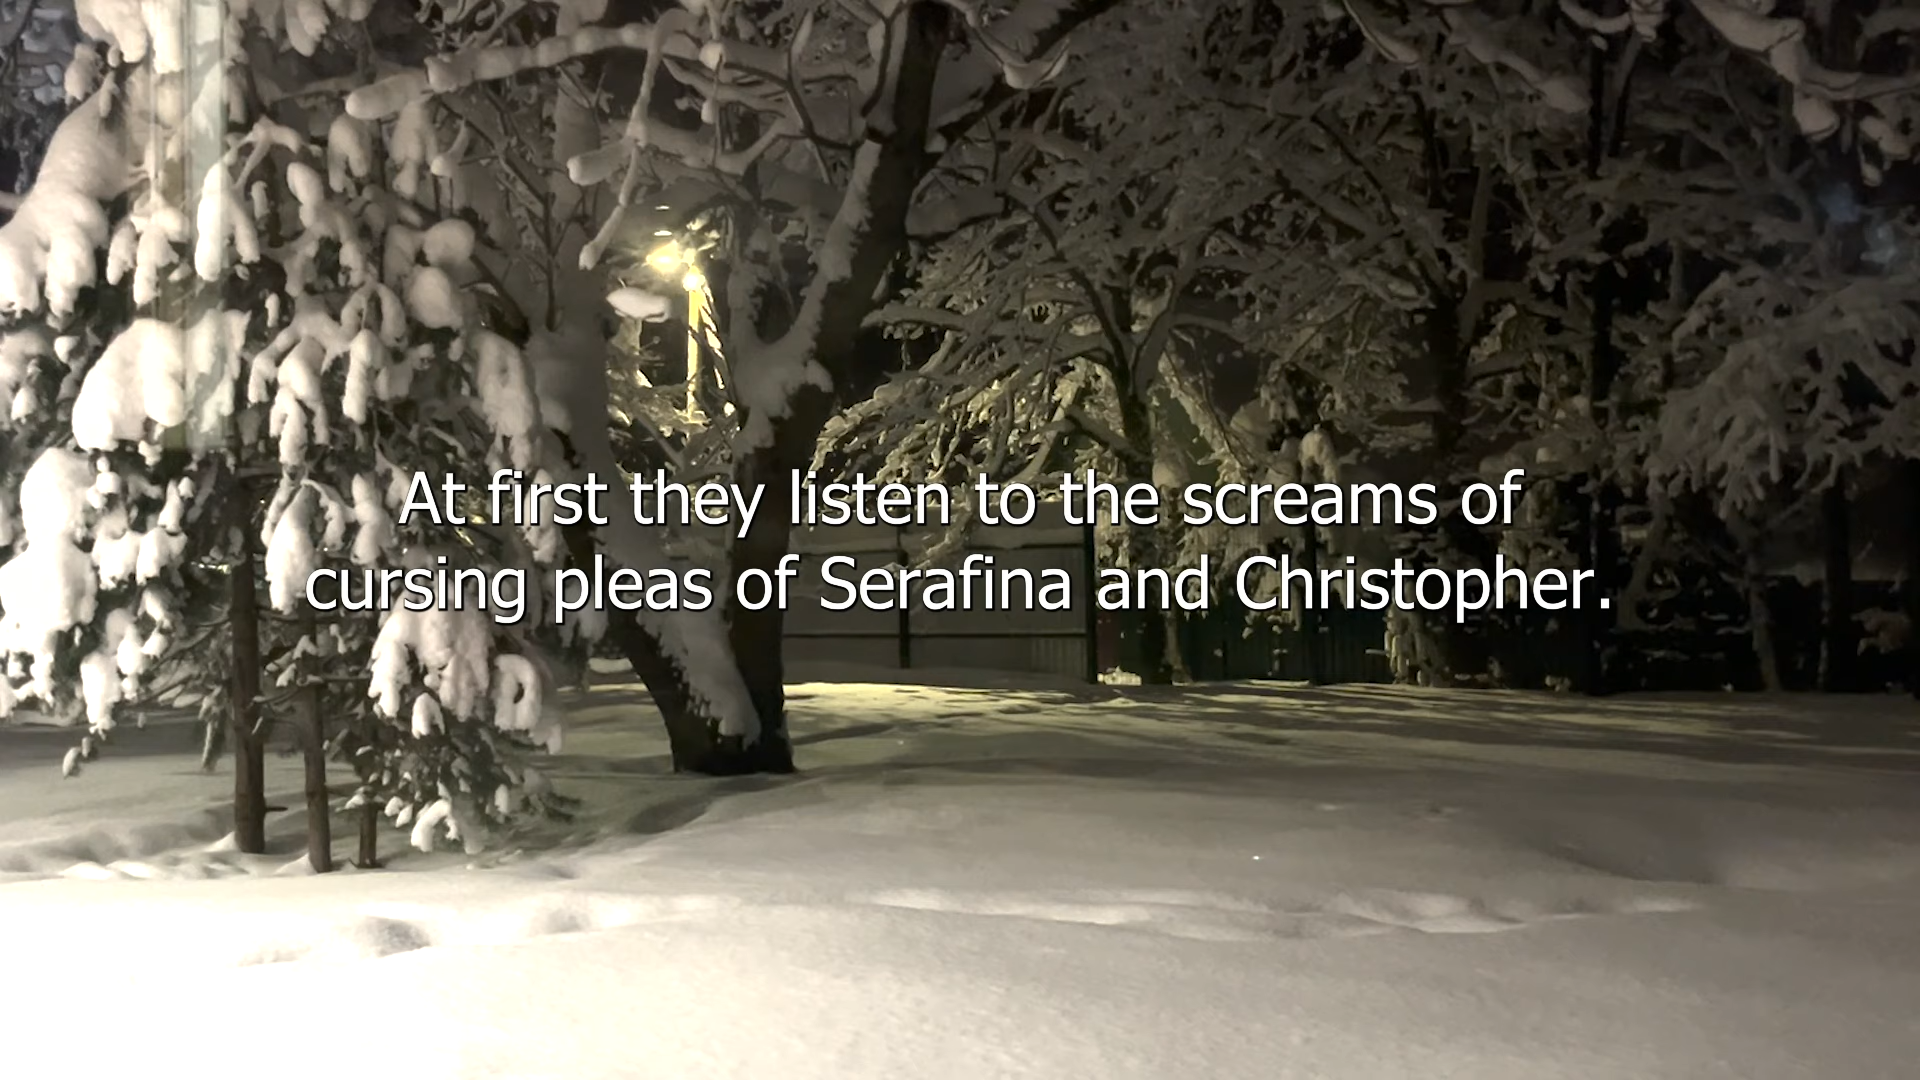 At first they listen to the screams of
cursing pleas of Serafina and Christopher.